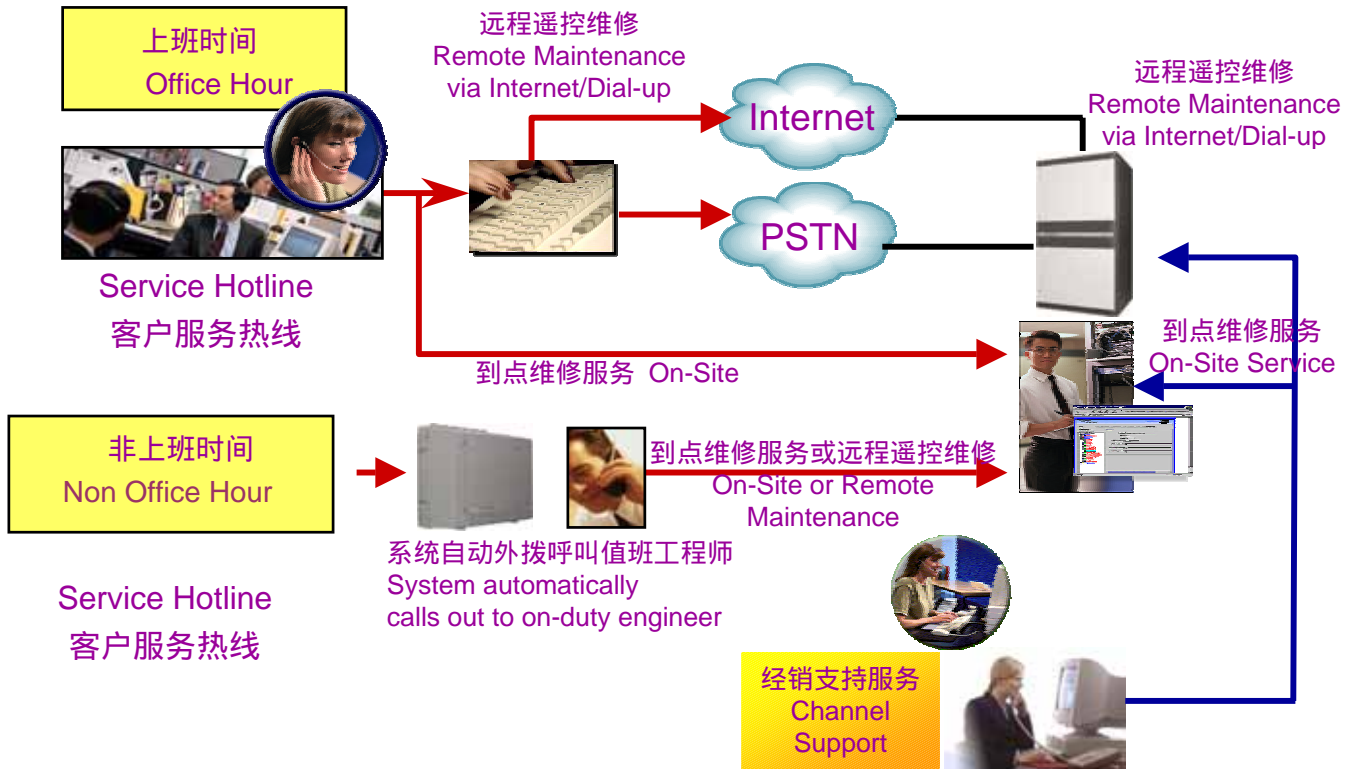 上班时间
Office Hour
远程遥控维修
Remote Maintenance
via Internet/Dial-up
Internet
远程遥控维修
Remote Maintenance
via Internet/Dial-up
PSTN
Service Hotline
客户服务热线
到点维修服务 On-Site
到点维修服务
On-Site Service
非上班时间
Non Office Hour
到点维修服务或远程遥控维修
On-Site or Remote
Maintenance
系统自动外拨呼叫值班工程师
System automatically
calls out to on-duty engineer
Service Hotline
客户服务热线
经销支持服务
Channel
Support